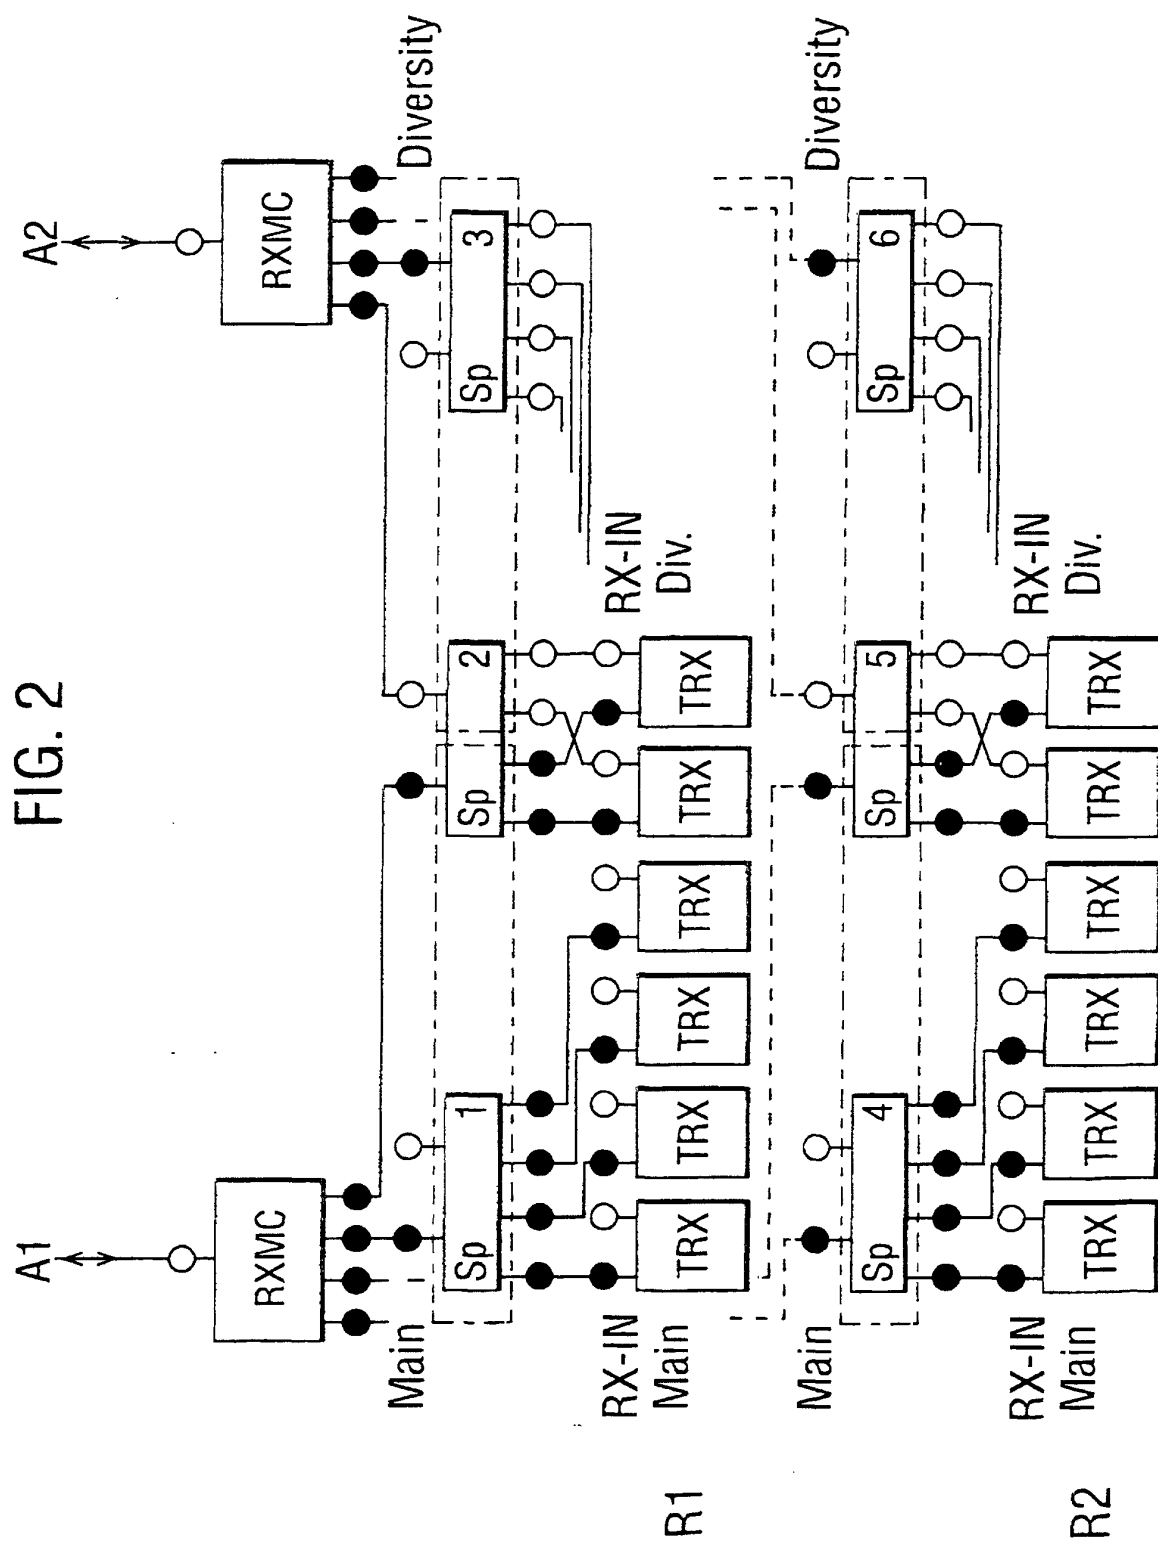 FIG. 2
A1
A2
RXMC
RXMC
Main
Diversity
Sp 1
Sp 2
Sp 3
RX-IN
Main
RX-IN
Div.
TRX
TRX
TRX
TRX
TRX
TRX
R1
Main
Diversity
Sp 4
Sp 5
Sp 6
RX-IN
Main
RX-IN
Div.
TRX
TRX
TRX
TRX
TRX
TRX
R2